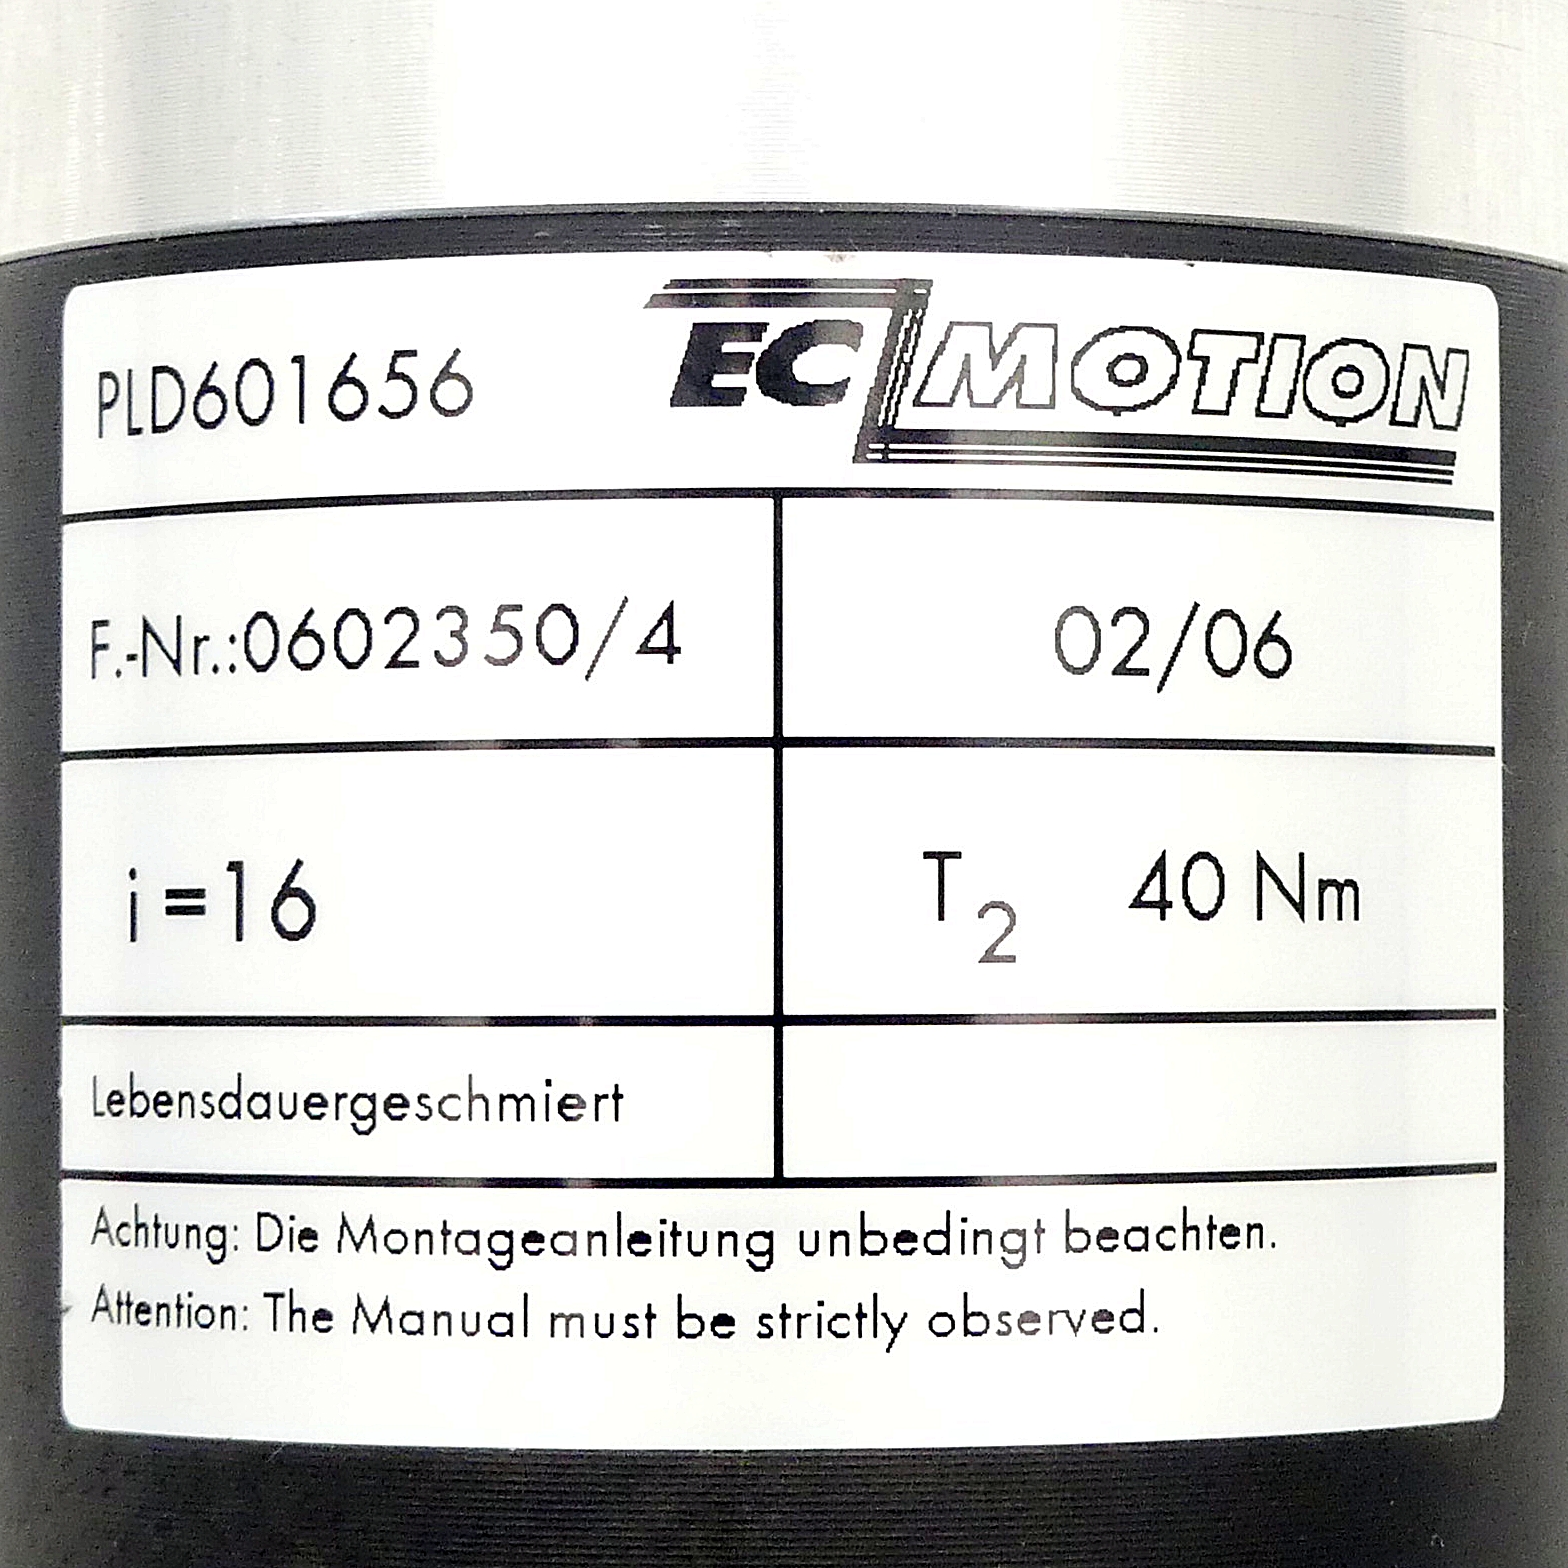 PLD601656 EC MOTION
F.-Nr.:0602350/4 02/06
i =16 T2 40 Nm
Lebensdauergeschmiert
Achtung: Die Montageanleitung unbedingt beachten.
Attention: The Manual must be strictly observed.